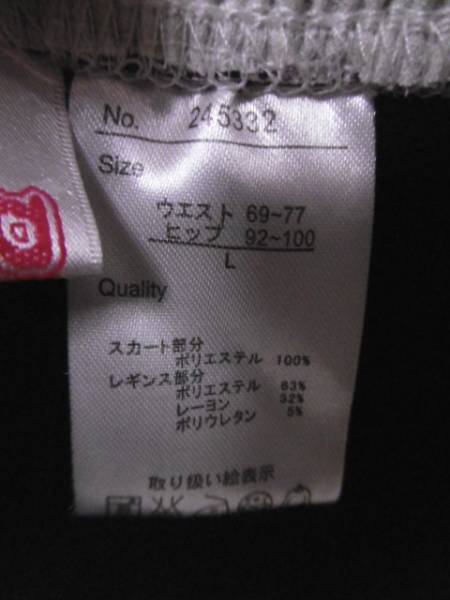 No. 245332
Size
ウエスト 69~77
ヒップ 92~100
L
Quality
スカート部分
ポリエステル 100%
レギンス部分
ポリエステル 63%
レーヨン 32%
ポリウレタン 5%
取り扱い絵表示